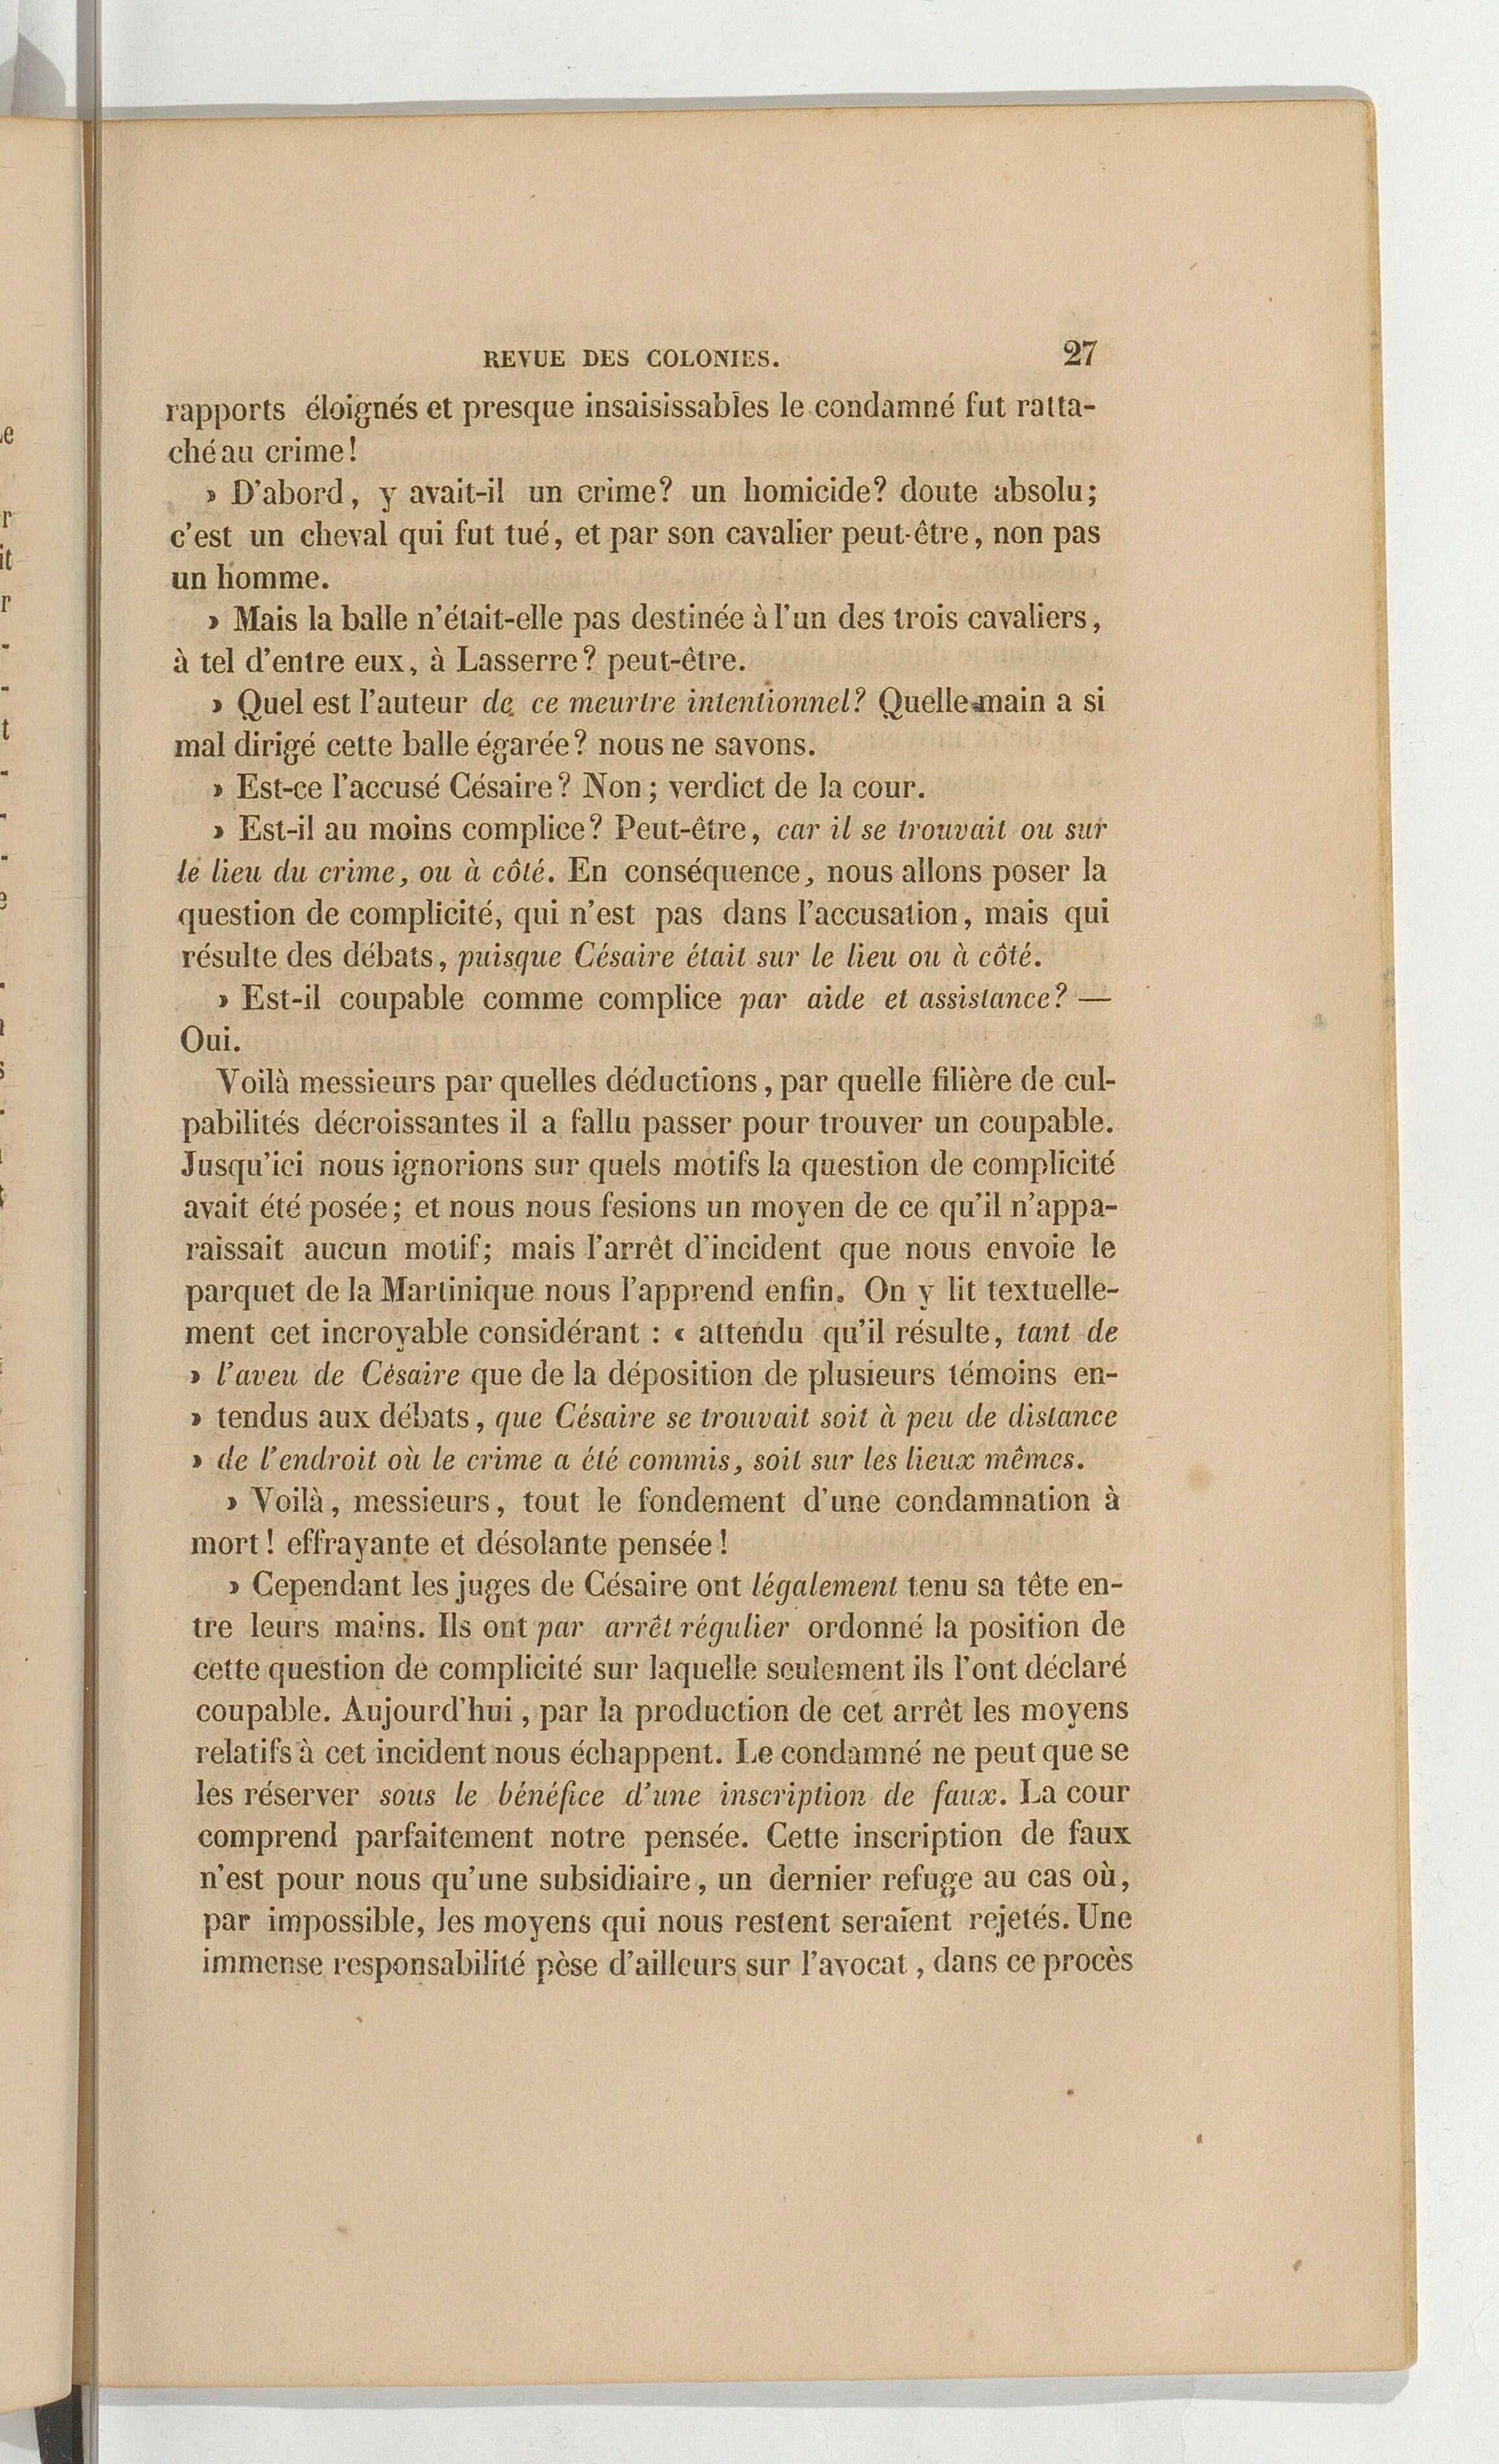 REVUE DES COLONIES. 27
rapports éloignés et presque insaisissables le condamné fut ratta-
ché au crime!
» D'abord, y avait-il un crime? un homicide? doute absolu;
c'est un cheval qui fut tué, et par son cavalier peut-être, non pas
un homme.
» Mais la balle n'était-elle pas destinée à l'un des trois cavaliers,
à tel d'entre eux, à Lasserre? peut-être.
» Quel est l'auteur de ce meurtre intentionnel? Quelle main a si
mal dirigé cette balle égarée? nous ne savons.
» Est-ce l'accusé Césaire? Non; verdict de la cour.
» Est-il au moins complice? Peut-être, car il se trouvait ou sur
le lieu du crime, ou à côté. En conséquence, nous allons poser la
question de complicité, qui n'est pas dans l'accusation, mais qui
résulte des débats, puisque Césaire était sur le lieu ou à côté.
» Est-il coupable comme complice par aide et assistance? —
Oui.
Voilà messieurs par quelles déductions, par quelle filière de cul-
pabilités décroissantes il a fallu passer pour trouver un coupable.
Jusqu'ici nous ignorions sur quels motifs la question de complicité
avait été posée; et nous nous fesions un moyen de ce qu'il n'appa-
raissait aucun motif; mais l'arrêt d'incident que nous envoie le
parquet de la Martinique nous l'apprend enfin. On y lit textuelle-
ment cet incroyable considérant : « attendu qu'il résulte, tant de
» l'aveu de Césaire que de la déposition de plusieurs témoins en-
» tendus aux débats, que Césaire se trouvait soit à peu de distance
» de l'endroit où le crime a été commis, soit sur les lieux mêmes.
» Voilà, messieurs, tout le fondement d'une condamnation à
mort! effrayante et désolante pensée!
» Cependant les juges de Césaire ont légalement tenu sa tête en-
tre leurs mains. Ils ont par arrêt régulier ordonné la position de
cette question de complicité sur laquelle seulement ils l'ont déclaré
coupable. Aujourd'hui, par la production de cet arrêt les moyens
relatifs à cet incident nous échappent. Le condamné ne peut que se
les réserver sous le bénéfice d'une inscription de faux. La cour
comprend parfaitement notre pensée. Cette inscription de faux
n'est pour nous qu'une subsidiaire, un dernier refuge au cas où,
par impossible, les moyens qui nous restent seraient rejetés. Une
immense responsabilité pèse d'ailleurs sur l'avocat, dans ce procès